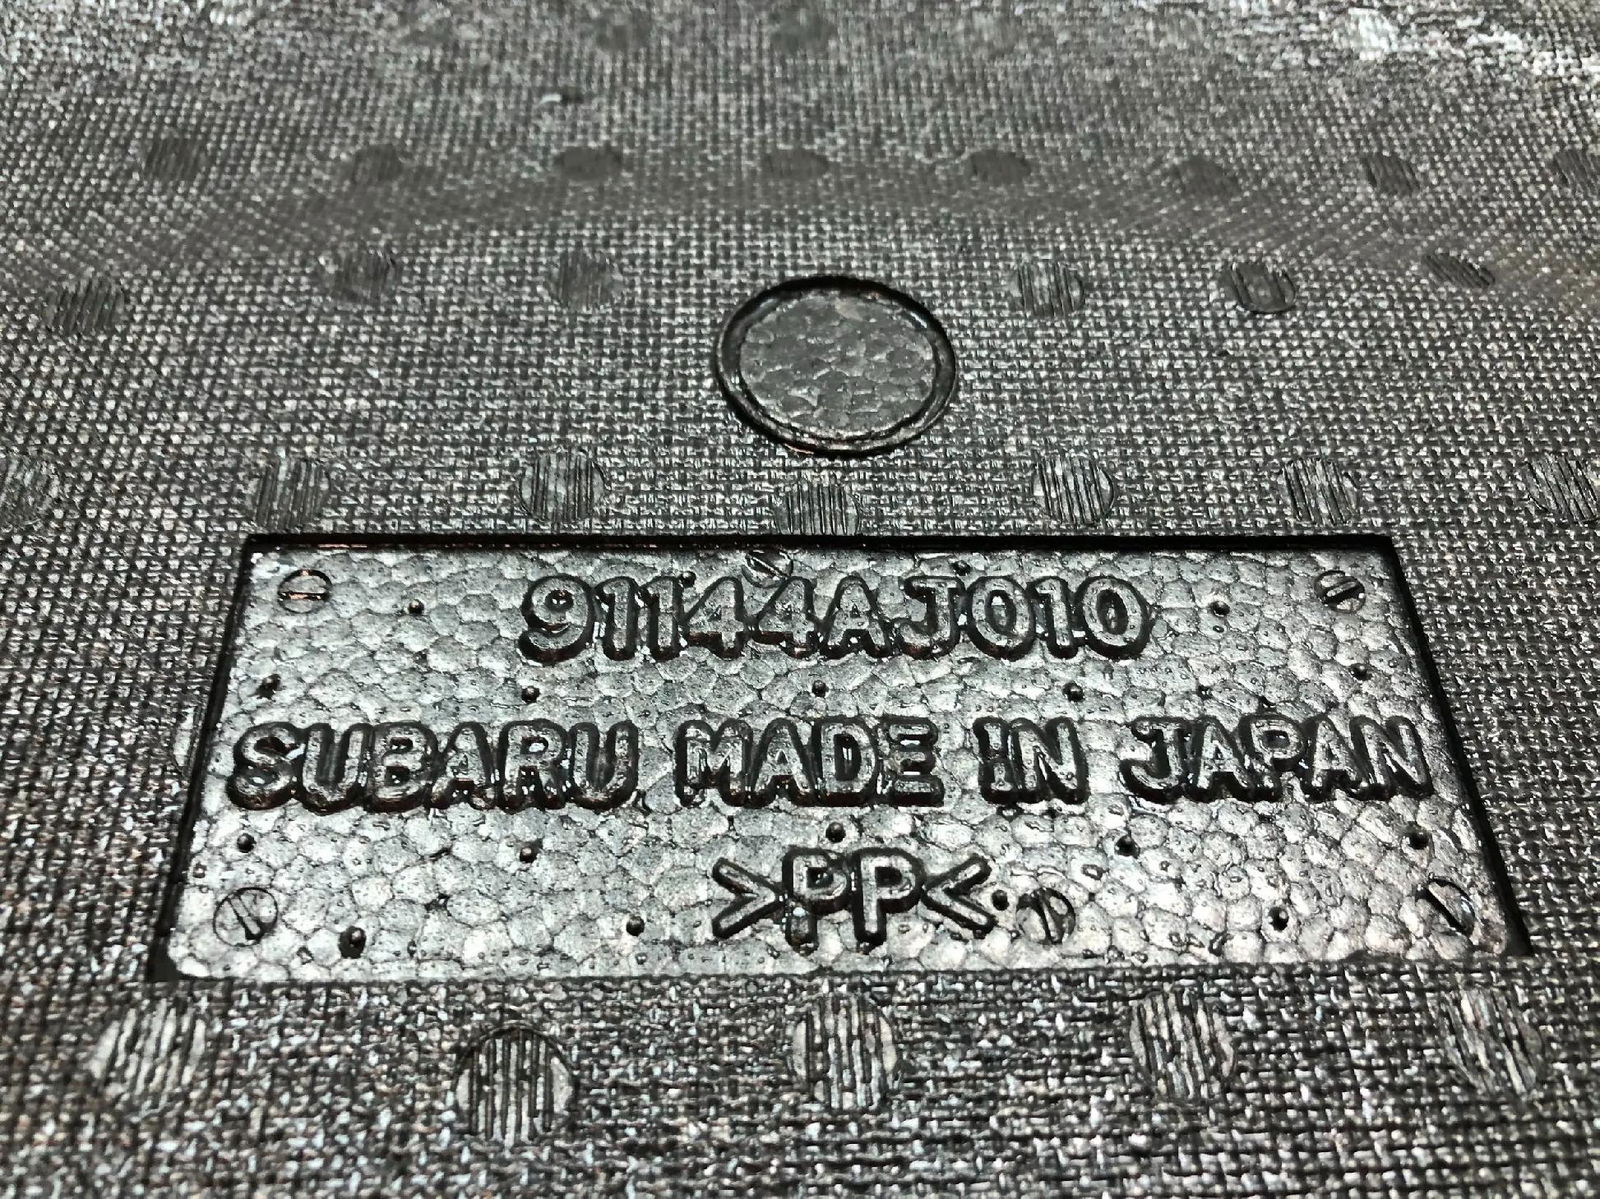 91144AJ010
SUBARU MADE IN JAPAN
>PP<